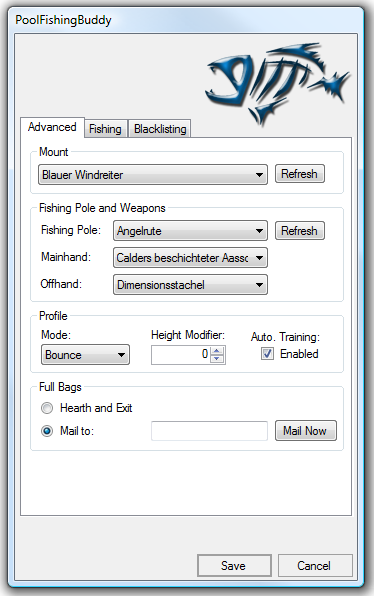 PoolFishingBuddy
Advanced Fishing Blacklisting
Mount
Blauer Windreiter Refresh
Fishing Pole and Weapons
Fishing Pole: Angelrute Refresh
Mainhand: Calders beschichteter Aassc
Offhand: Dimensionsstachel
Profile
Mode: Height Modifier: Auto. Training:
Bounce 0 Enabled
Full Bags
Hearth and Exit
Mail to: Mail Now
Save Cancel